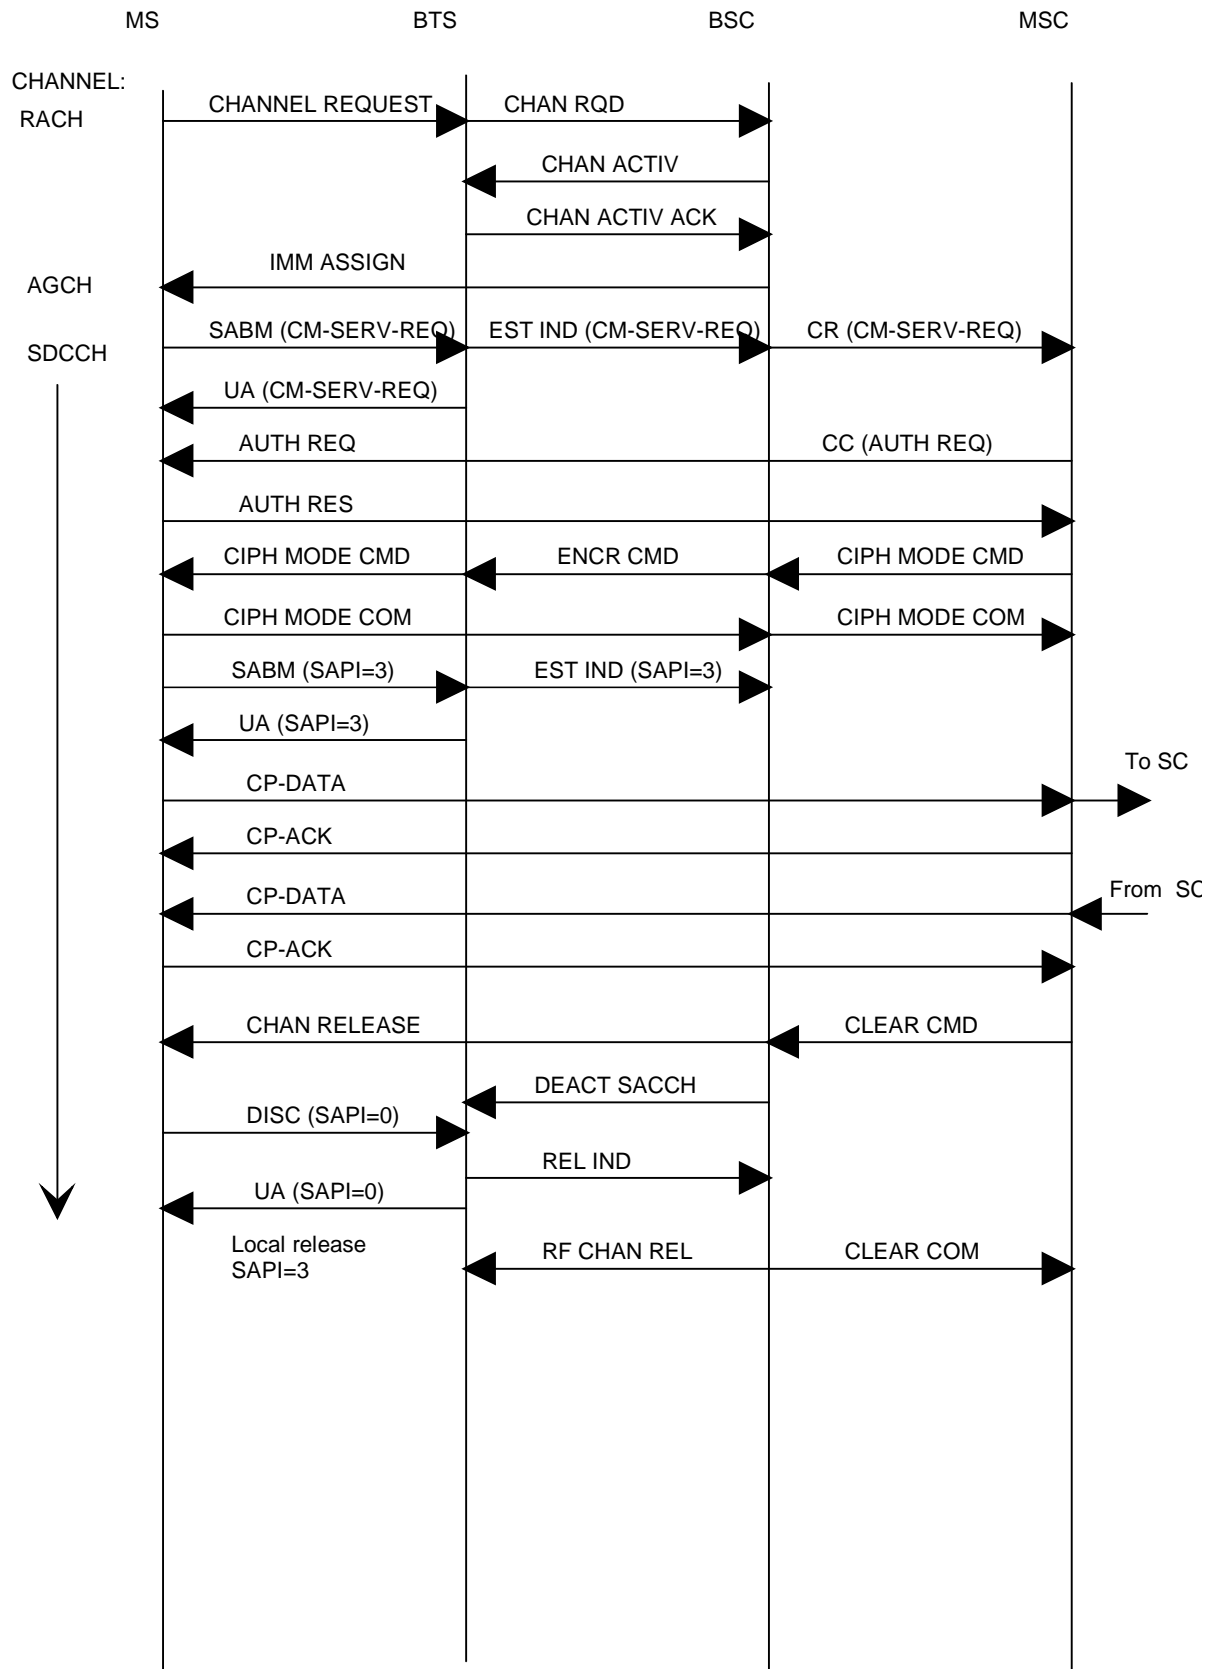 MS BTS BSC MSC
CHANNEL:
CHANNEL REQUEST CHAN RQD
RACH
CHAN ACTIV
CHAN ACTIV ACK
IMM ASSIGN
AGCH
SABM (CM-SERV-REQ) EST IND (CM-SERV-REQ) CR (CM-SERV-REQ)
SDCCH
UA (CM-SERV-REQ)
AUTH REQ CC (AUTH REQ)
AUTH RES
CIPH MODE CMD ENCR CMD CIPH MODE CMD
CIPH MODE COM CIPH MODE COM
SABM (SAPI=3) EST IND (SAPI=3)
UA (SAPI=3)
To SC
CP-DATA
CP-ACK
From SC
CP-DATA
CP-ACK
CHAN RELEASE CLEAR CMD
DEACT SACCH
DISC (SAPI=0)
REL IND
UA (SAPI=0)
Local release RF CHAN REL CLEAR COM
SAPI=3